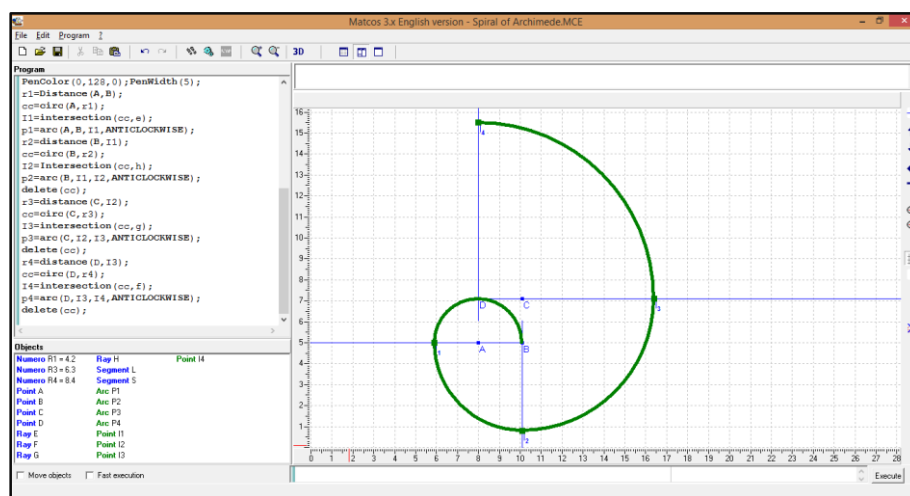 Matcos 3.x English version - Spiral of Archimede.MCE
File Edit Program ?
3D
Program
PenColor(0,128,0);PenWidth(5);
r1=Distance(A,B);
cc=circ(A,r1);
I1=intersection(cc,e);
p1=arc(A,B,I1,ANTICLOCKWISE);
r2=distance(B,I1);
cc=circ(B,r2);
I2=Intersection(cc,h);
p2=arc(B,I1,I2,ANTICLOCKWISE);
delete(cc);
r3=distance(C,I2);
cc=circ(C,r3);
I3=intersection(cc,g);
p3=arc(C,I2,I3,ANTICLOCKWISE);
delete(cc);
r4=distance(D,I3);
cc=circ(D,r4);
I4=intersection(cc,f);
p4=arc(D,I3,I4,ANTICLOCKWISE);
delete(cc);
Objects
Numero R1 = 4.2 Ray H Point I4
Numero R3 = 6.3 Segment L
Numero R4 = 8.4 Segment S
Point A Arc P1
Point B Arc P2
Point C Arc P3
Point D Arc P4
Ray E Point I1
Ray F Point I2
Ray G Point I3
Move objects Fast execution
16
15
14
13
12
11
10
9
8
7
6
5
4
3
2
1
4
D C
3
A B
1
2
0 1 2 3 4 5 6 7 8 9 10 11 12 13 14 15 16 17 18 19 20 21 22 23 24 25 26 27 28
Execute